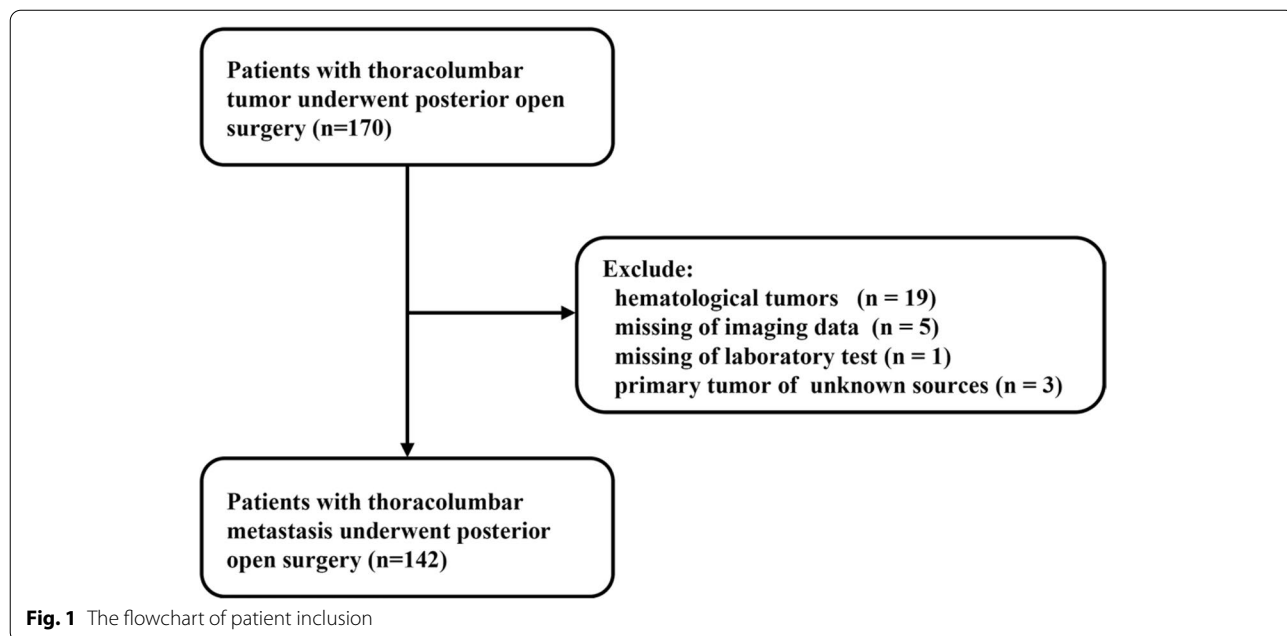 Patients with thoracolumbar
tumor underwent posterior open
surgery (n=170)
Exclude:
hematological tumors (n = 19)
missing of imaging data (n = 5)
missing of laboratory test (n = 1)
primary tumor of unknown sources (n = 3)
Patients with thoracolumbar
metastasis underwent posterior
open surgery (n=142)
Fig. 1 The flowchart of patient inclusion